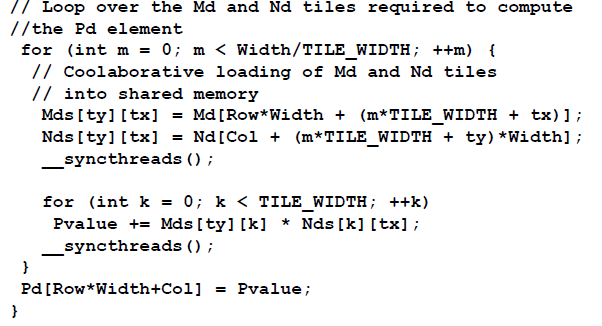 // Loop over the Md and Nd tiles required to compute
//the Pd element
for (int m = 0; m < Width/TILE_WIDTH; ++m) {
// Coolaborative loading of Md and Nd tiles
// into shared memory
Mds[ty][tx] = Md[Row*Width + (m*TILE_WIDTH + tx)];
Nds[ty][tx] = Nd[Col + (m*TILE_WIDTH + ty)*Width];
__syncthreads();
for (int k = 0; k < TILE_WIDTH; ++k)
Pvalue += Mds[ty][k] * Nds[k][tx];
__syncthreads();
}
Pd[Row*Width+Col] = Pvalue;
}